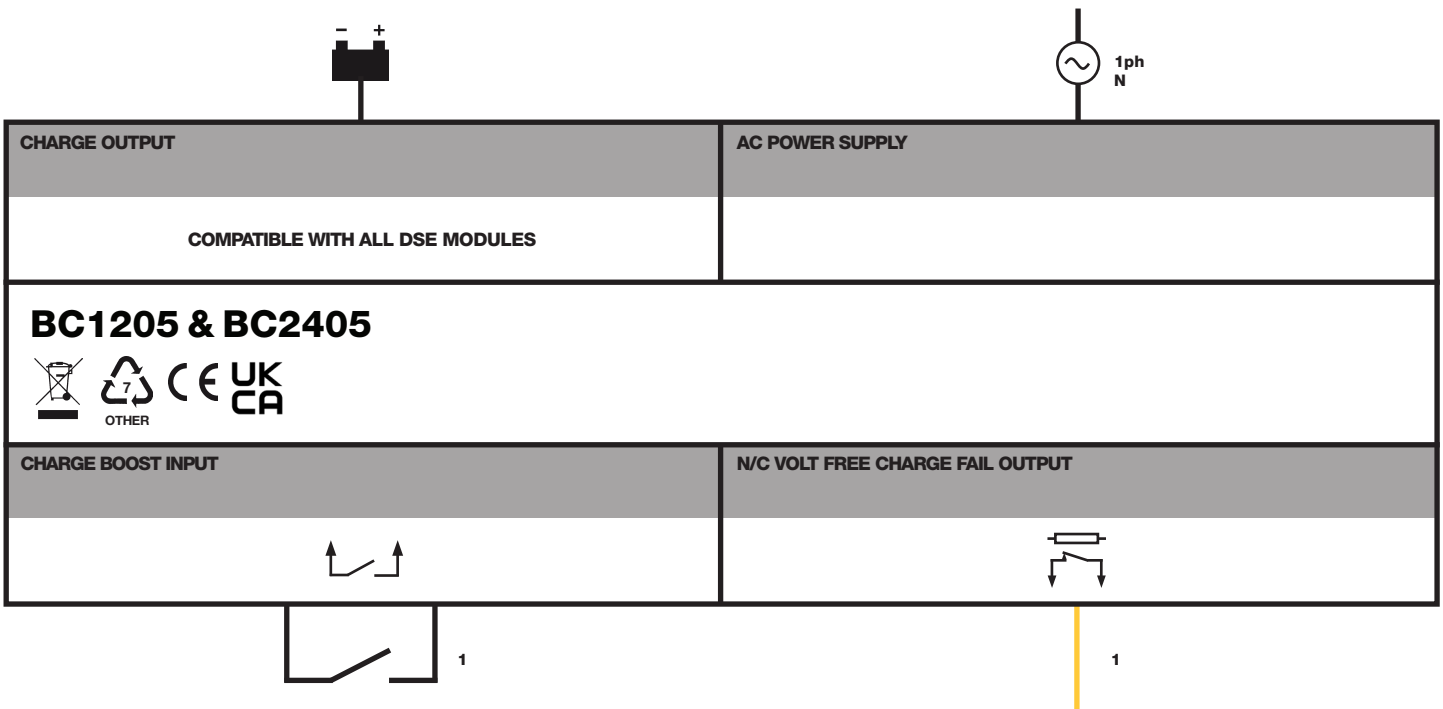 - +
1ph
N
CHARGE OUTPUT
AC POWER SUPPLY
COMPATIBLE WITH ALL DSE MODULES
BC1205 & BC2405
7
OTHER
CE
UK
CA
CHARGE BOOST INPUT
N/C VOLT FREE CHARGE FAIL OUTPUT
1
1